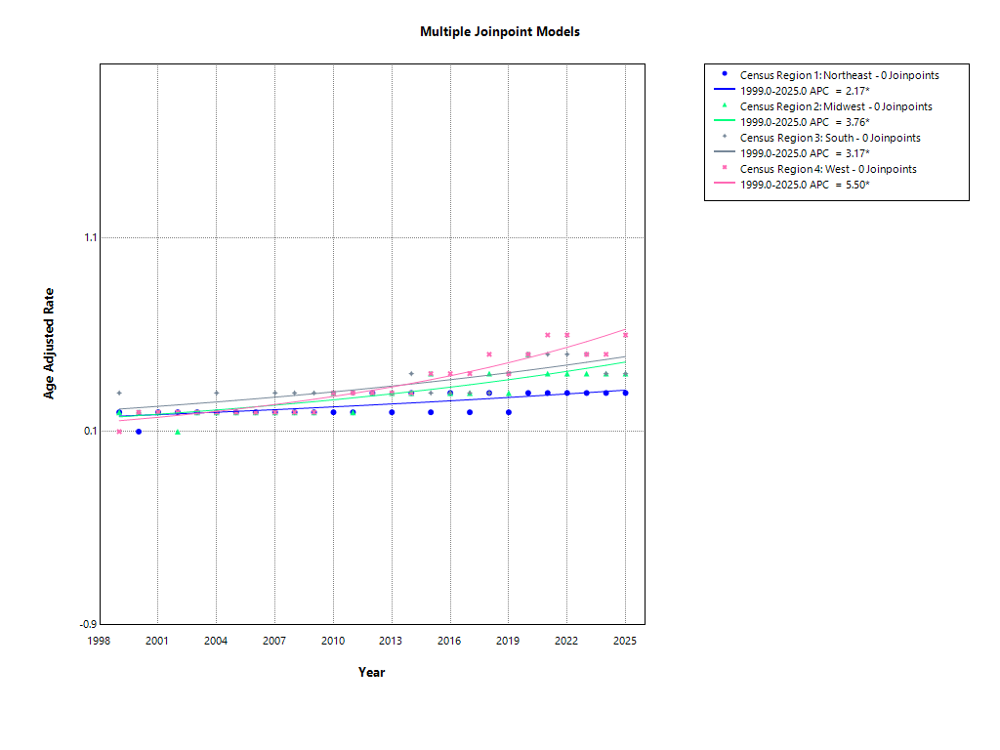 Multiple Joinpoint Models
Census Region 1: Northeast - 0 Joinpoints
1999.0-2025.0 APC = 2.17*
Census Region 2: Midwest - 0 Joinpoints
1999.0-2025.0 APC = 3.76*
Census Region 3: South - 0 Joinpoints
1999.0-2025.0 APC = 3.17*
Census Region 4: West - 0 Joinpoints
1999.0-2025.0 APC = 5.50*
Age Adjusted Rate
1.1
0.1
-0.9
1998 2001 2004 2007 2010 2013 2016 2019 2022 2025
Year